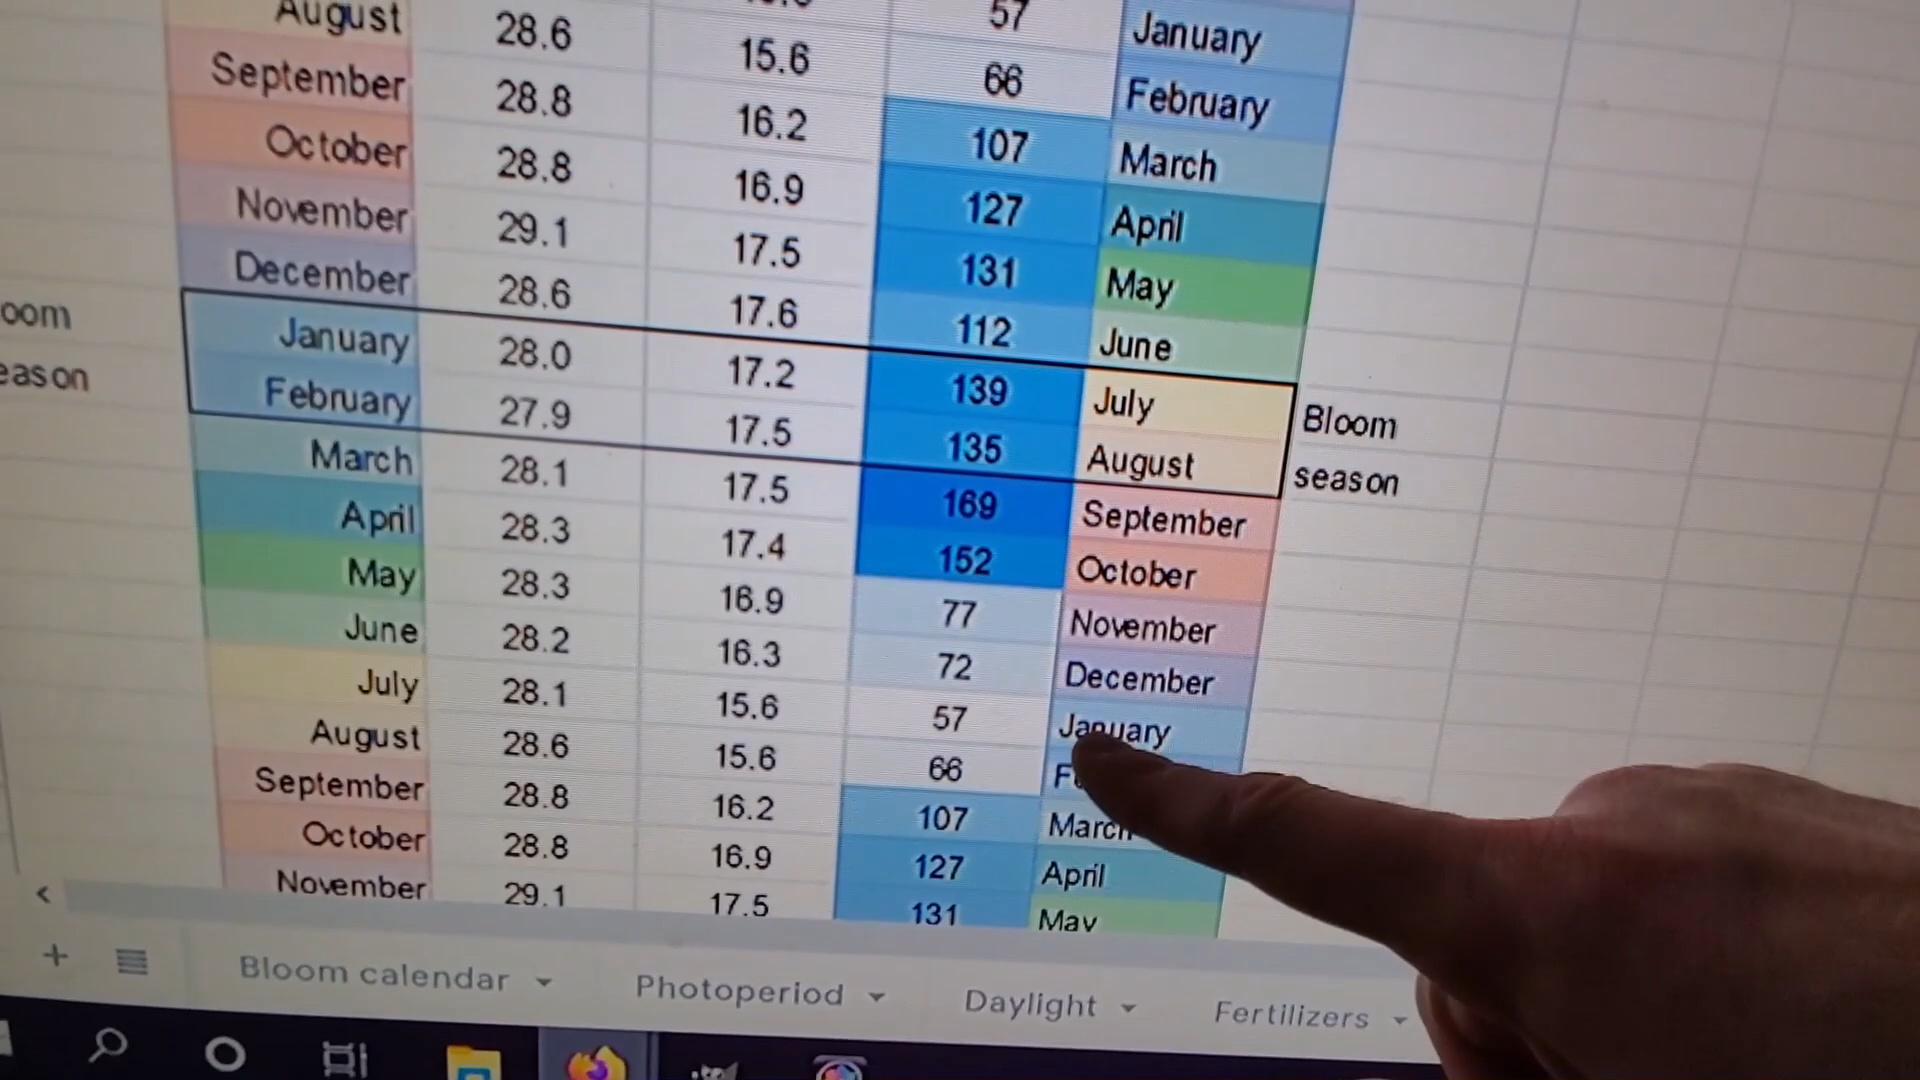 August 28.6 57 January
September 28.8 15.6 66 February
October 28.8 16.2 107 March
November 29.1 16.9 127 April
December 28.6 17.5 131 May
January 28.0 17.6 112 June
February 27.9 17.2 139 July Bloom
March 28.1 17.5 135 August season
April 28.3 17.5 169 September
May 28.3 17.4 152 October
June 28.2 16.9 77 November
July 28.1 16.3 72 December
August 28.6 15.6 57 January
September 28.8 15.6 66
October 28.8 16.2 107 March
November 29.1 16.9 127 April
17.5 131 May
oom
eason
Bloom calendar Photoperiod Daylight Fertilizers